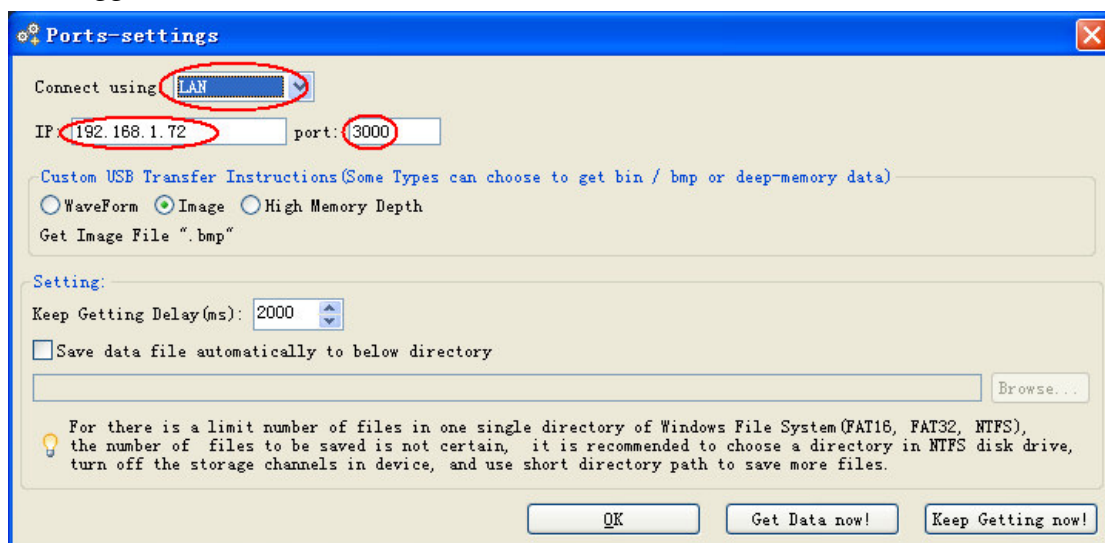 Ports-settings
Connect using LAN
IP: 192.168.1.72 port: 3000
Custom USB Transfer Instructions(Some Types can choose to get bin / bmp or deep-memory data)
WaveForm Image High Memory Depth
Get Image File ".bmp"
Setting:
Keep Getting Delay(ms): 2000
Save data file automatically to below directory
Browse...
For there is a limit number of files in one single directory of Windows File System(FAT16, FAT32, NTFS),
the number of files to be saved is not certain, it is recommended to choose a directory in NTFS disk drive,
turn off the storage channels in device, and use short directory path to save more files.
OK Get Data now! Keep Getting now!